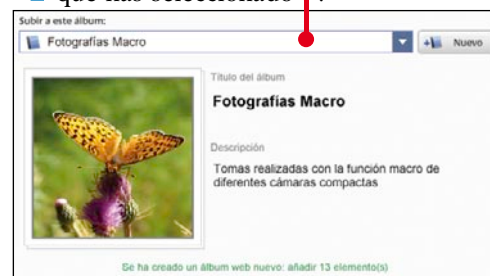 que has seleccionado
Subir a este álbum:
Fotografías Macro
Nuevo
Título del álbum
Fotografías Macro
Descripción
Tomas realizadas con la función macro de
diferentes cámaras compactas
Se ha creado un álbum web nuevo: añadir 13 elemento(s)